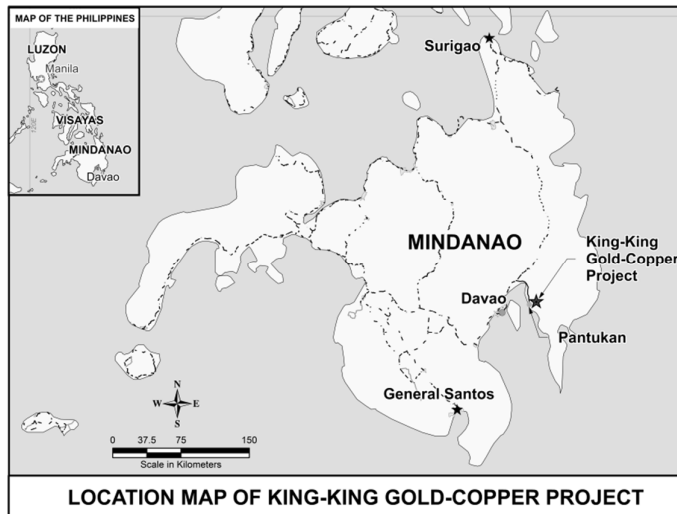 MAP OF THE PHILIPPINES
LUZON
Manila
VISAYAS
MINDANAO
Davao
Surigao
MINDANAO
King-King
Gold-Copper
Project
Davao
Pantukan
General Santos
N
W E
S
0 37.5 75 150
Scale in Kilometers
LOCATION MAP OF KING-KING GOLD-COPPER PROJECT